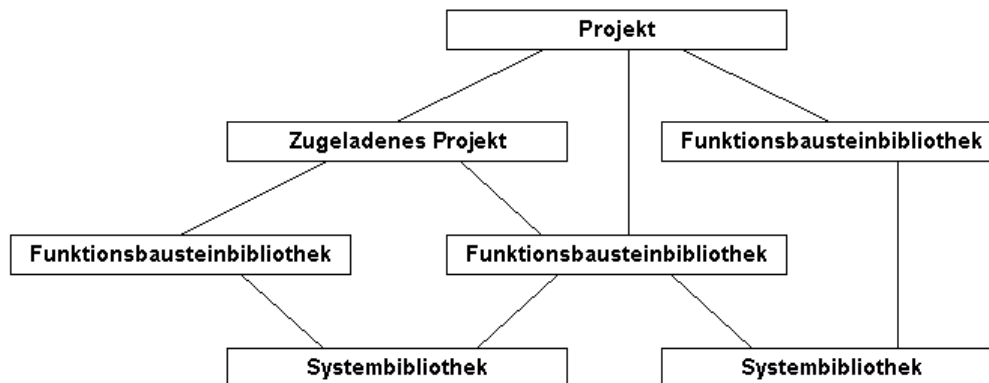 Projekt
Zugeladenes Projekt
Funktionsbausteinbibliothek
Funktionsbausteinbibliothek
Funktionsbausteinbibliothek
Systembibliothek
Systembibliothek